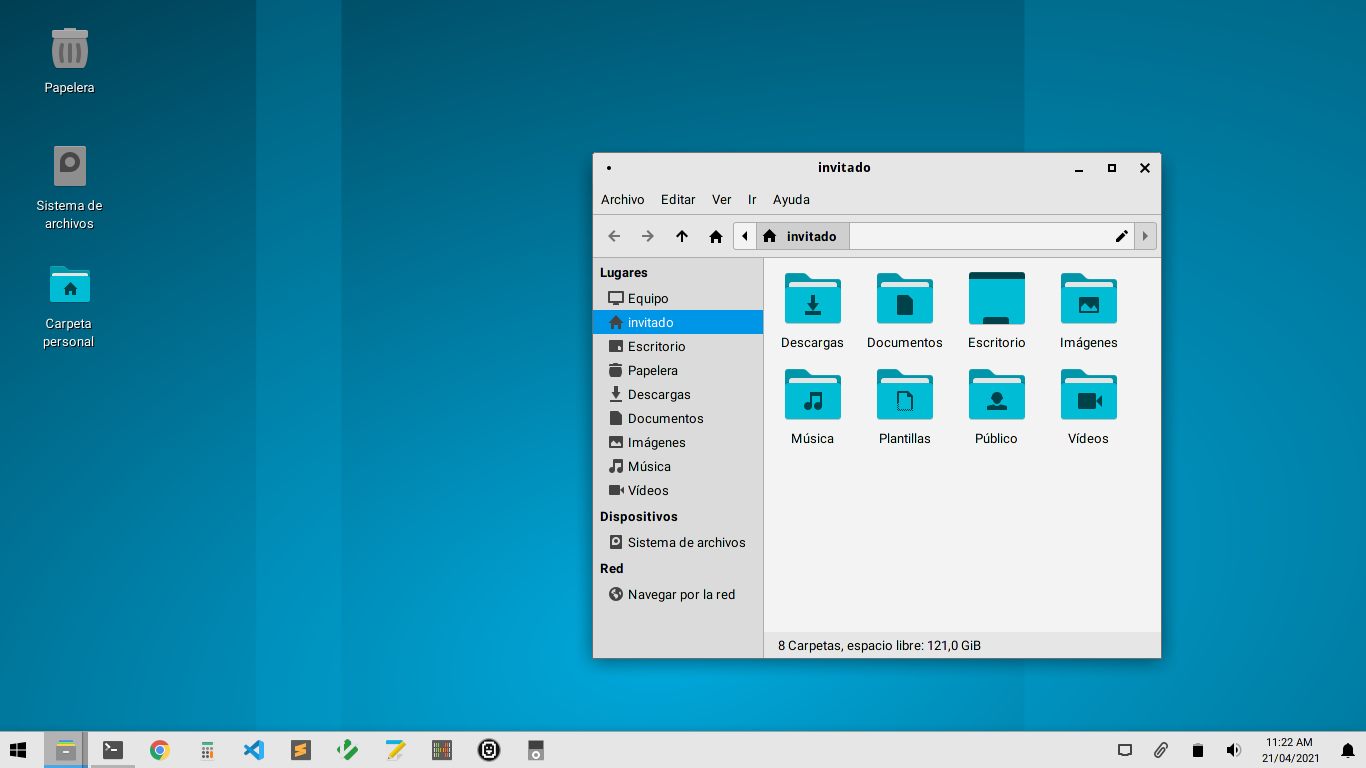 Papelera
Sistema de
archivos
Carpeta
personal
invitado
Archivo Editar Ver Ir Ayuda
invitado
Lugares
Equipo
invitado
Escritorio
Papelera
Descargas
Documentos
Imágenes
Música
Vídeos
Dispositivos
Sistema de archivos
Red
Navegar por la red
Descargas Documentos Escritorio Imágenes
Música Plantillas Público Vídeos
8 Carpetas, espacio libre: 121,0 GiB
11:22 AM
21/04/2021